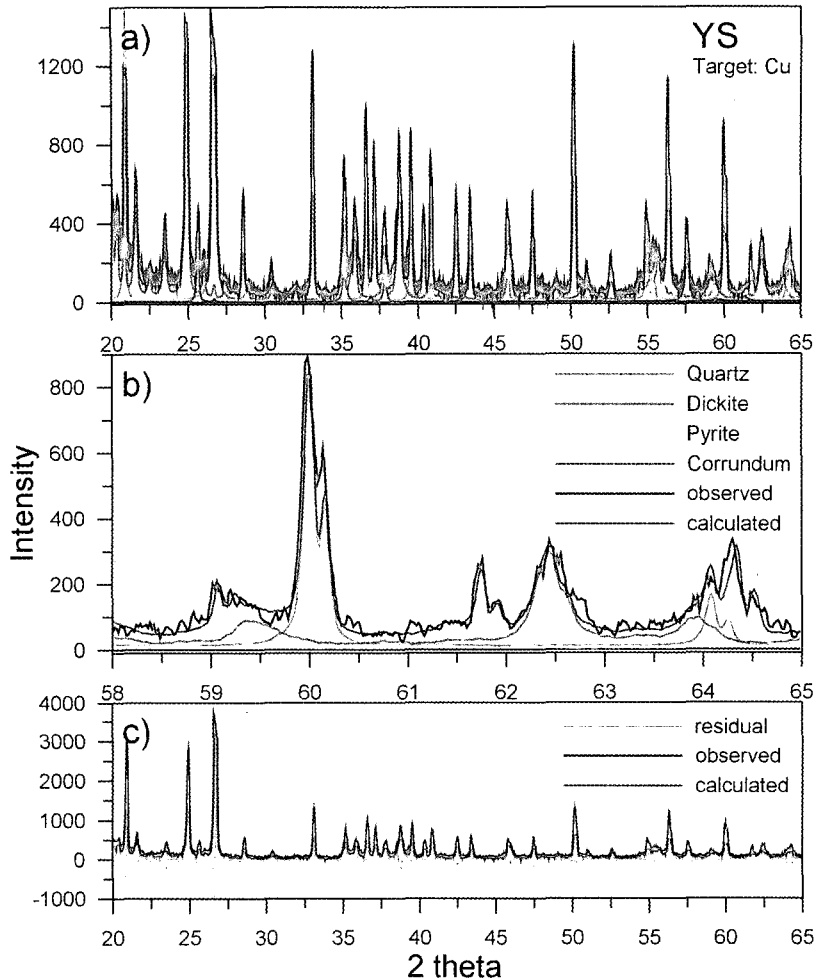 a)
YS
Target: Cu
1200
800
400
0
20 25 30 35 40 45 50 55 60 65
b)
Quartz
Dickite
Pyrite
Corrundum
observed
calculated
Intensity
800
600
400
200
0
58 59 60 61 62 63 64 65
c)
residual
observed
calculated
4000
3000
2000
1000
0
-1000
20 25 30 35 40 45 50 55 60 65
2 theta